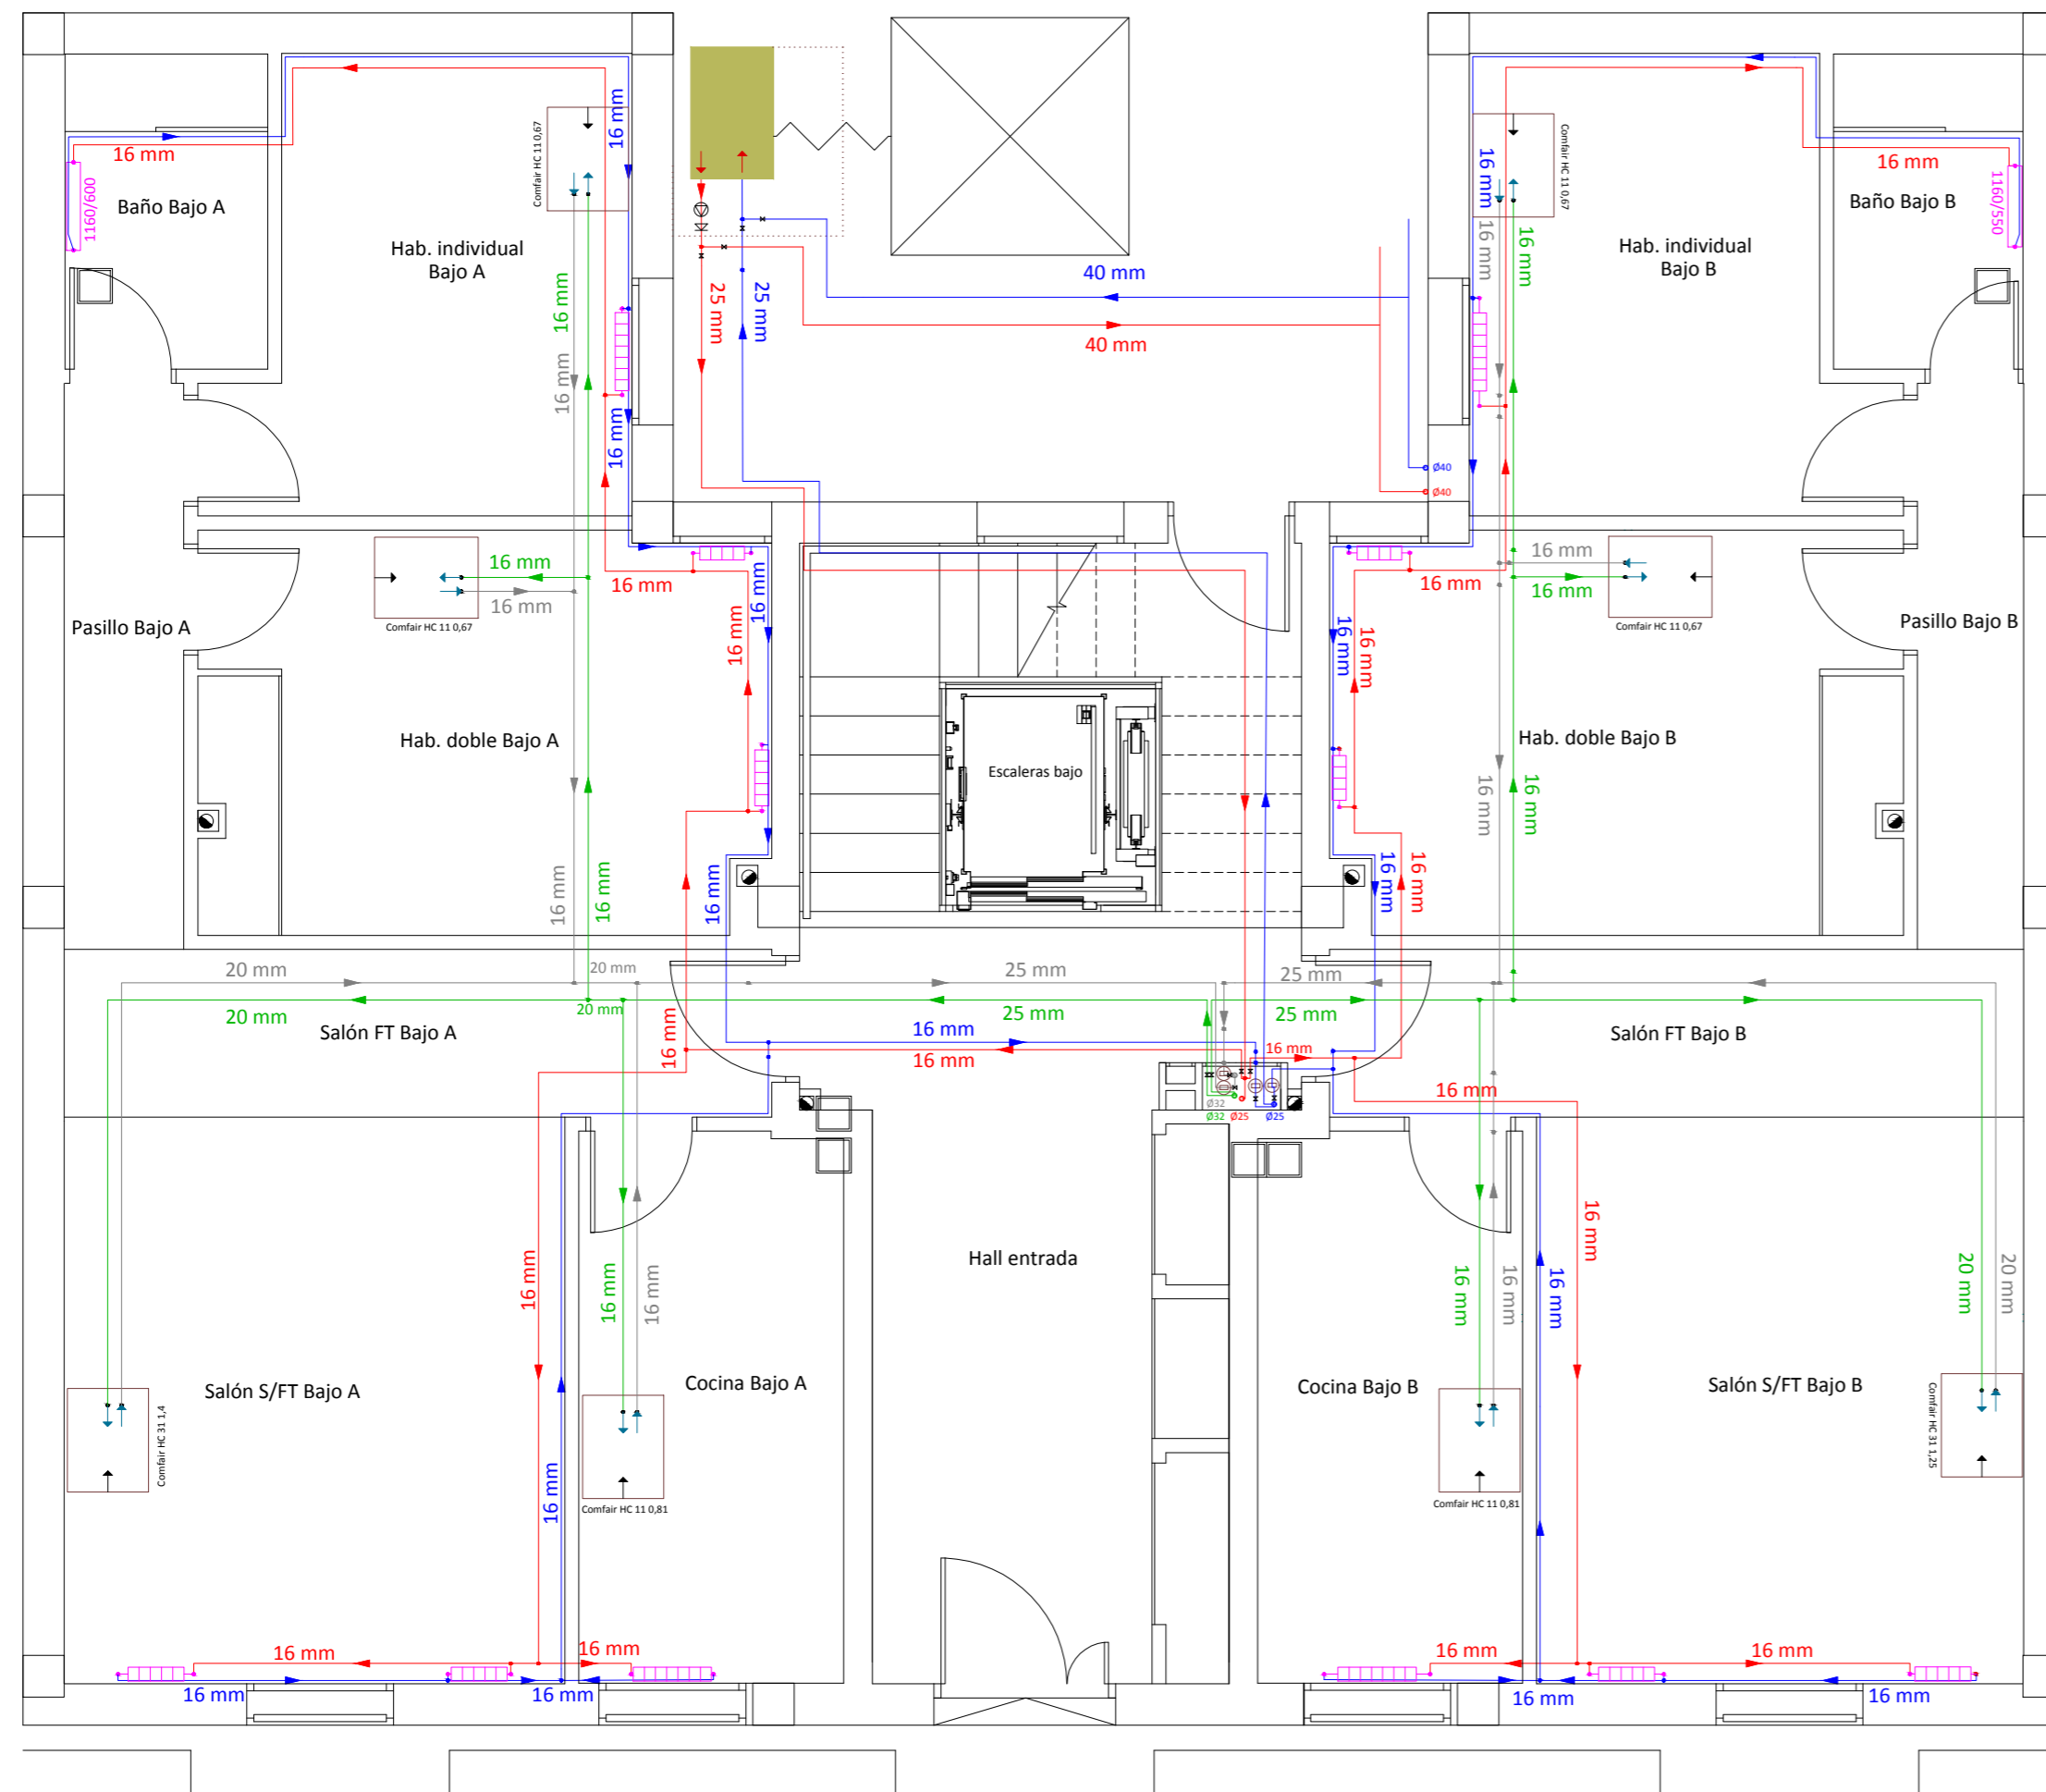 16 mm
16 mm
Comfair HC 11 0,67
1160/600
Baño Bajo A
Hab. individual
Bajo A
16 mm
16 mm
16 mm
25 mm
25 mm
40 mm
40 mm
Ø40
Ø40
16 mm
16 mm
16 mm
Comfair HC 11 0,67
16 mm
1160/550
Baño Bajo B
Hab. individual
Bajo B
16 mm
16 mm
Comfair HC 11 0,67
Pasillo Bajo A
16 mm
16 mm
16 mm
Hab. doble Bajo A
Escaleras bajo
16 mm
16 mm
16 mm
16 mm
16 mm
Comfair HC 11 0,67
Pasillo Bajo B
Hab. doble Bajo B
16 mm
16 mm
16 mm
16 mm
16 mm
16 mm
16 mm
20 mm
20 mm
25 mm
25 mm
20 mm
20 mm
25 mm
25 mm
Salón FT Bajo A
16 mm
16 mm
16 mm
16 mm
Salón FT Bajo B
16 mm
Ø32
Ø32
Ø25
Ø25
16 mm
16 mm
16 mm
Hall entrada
16 mm
16 mm
16 mm
16 mm
20 mm
20 mm
Salón S/FT Bajo A
Comfair HC 31 1,4
Cocina Bajo A
Comfair HC 11 0,81
16 mm
Cocina Bajo B
Comfair HC 11 0,81
Salón S/FT Bajo B
Comfair HC 31 1,25
16 mm
16 mm
16 mm
16 mm
16 mm
16 mm
16 mm
16 mm